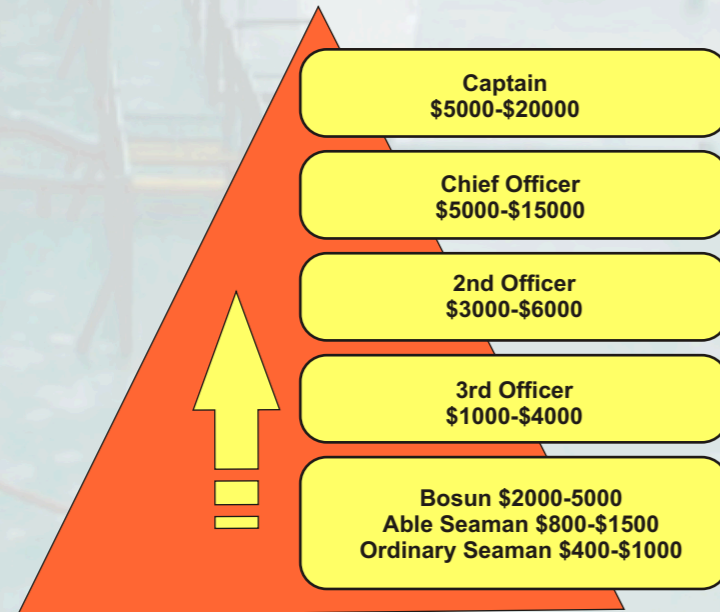 Captain
$5000-$20000
Chief Officer
$5000-$15000
2nd Officer
$3000-$6000
3rd Officer
$1000-$4000
Bosun $2000-5000
Able Seaman $800-$1500
Ordinary Seaman $400-$1000